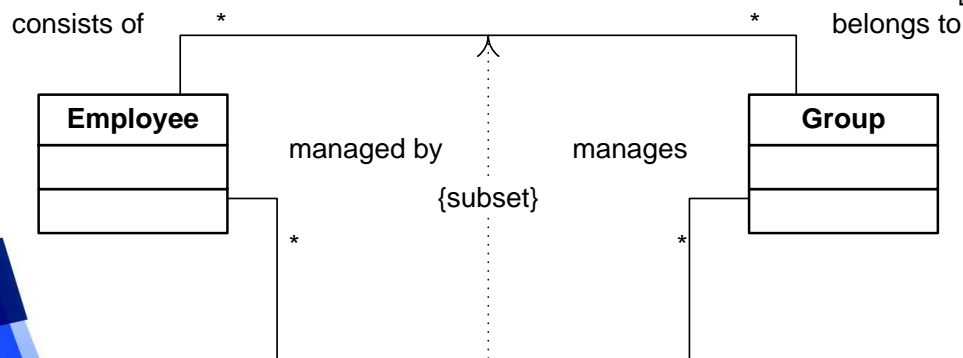 consists of * * belongs to
Employee Group
managed by manages
{subset}
* *